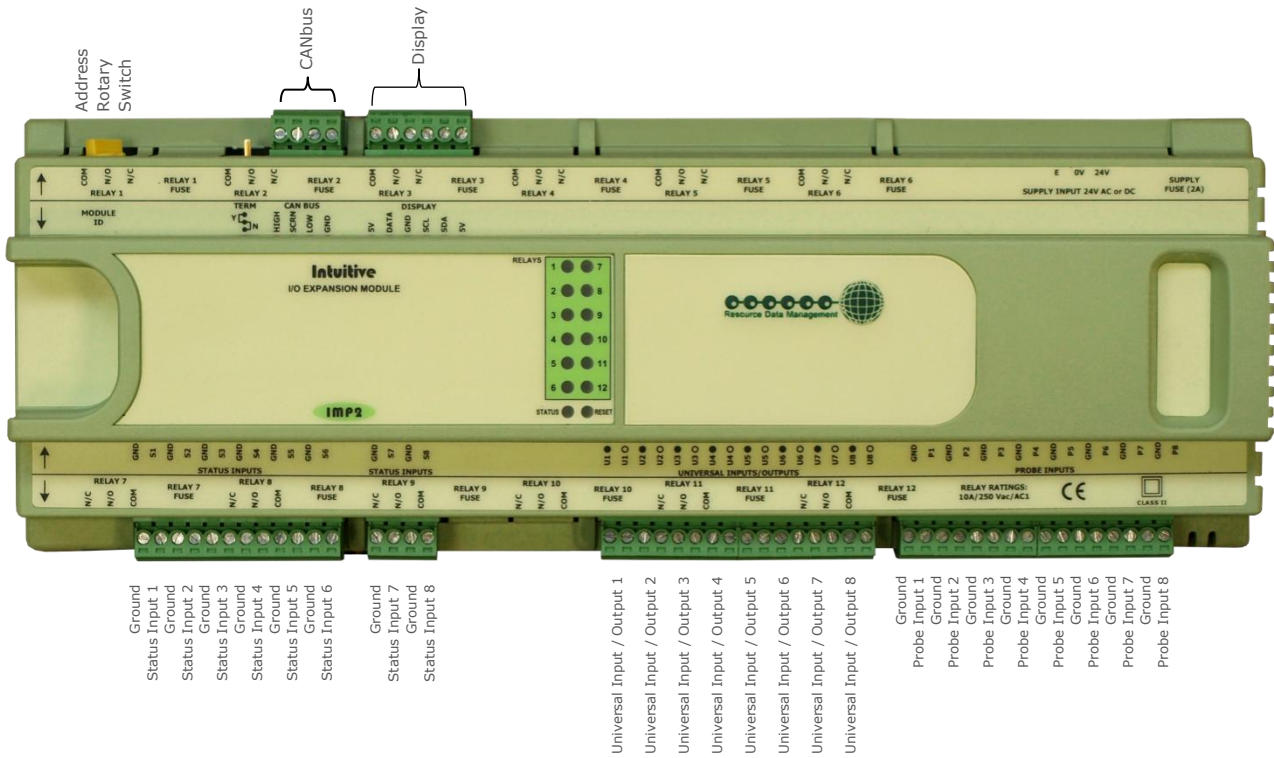 Address
Rotary
Switch
CANbus
Display
COM N/O N/C
RELAY 1
RELAY 1
FUSE
COM N/O N/C
RELAY 2
RELAY 2
FUSE
COM N/O N/C
RELAY 3
RELAY 3
FUSE
COM N/O N/C
RELAY 4
RELAY 4
FUSE
COM N/O N/C
RELAY 5
RELAY 5
FUSE
COM N/O N/C
RELAY 6
RELAY 6
FUSE
E 0V 24V
SUPPLY INPUT 24V AC or DC
SUPPLY
FUSE (2A)
MODULE
ID
TERM
Y
N
CAN BUS
HIGH SCRN LOW GND
DISPLAY
5V DATA GND SCL SDA 5V
Intuitive
I/O EXPANSION MODULE
IMP2
RELAYS
1 7
2 8
3 9
4 10
5 11
6 12
STATUS RESET
Resource Data Management
GND S1 GND S2 GND S3 GND S4 GND S5 GND S6
STATUS INPUTS
GND S7 GND S8
STATUS INPUTS
U1 U1 U2 U2 U3 U3 U4 U4 U5 U5 U6 U6 U7 U7 U8 U8
UNIVERSAL INPUTS/OUTPUTS
GND P1 GND P2 GND P3 GND P4 GND P5 GND P6 GND P7 GND P8
PROBE INPUTS
RELAY 7
N/C N/O COM
RELAY 7
FUSE
RELAY 8
N/C N/O COM
RELAY 8
FUSE
RELAY 9
N/C N/O COM
RELAY 9
FUSE
RELAY 10
N/C N/O COM
RELAY 10
FUSE
RELAY 11
N/C N/O COM
RELAY 11
FUSE
RELAY 12
N/C N/O COM
RELAY 12
FUSE
RELAY RATINGS:
10A/250 Vac/AC1
CE
CLASS II
Ground
Status Input 1
Ground
Status Input 2
Ground
Status Input 3
Ground
Status Input 4
Ground
Status Input 5
Ground
Status Input 6
Ground
Status Input 7
Ground
Status Input 8
Universal Input / Output 1
Universal Input / Output 2
Universal Input / Output 3
Universal Input / Output 4
Universal Input / Output 5
Universal Input / Output 6
Universal Input / Output 7
Universal Input / Output 8
Ground
Probe Input 1
Ground
Probe Input 2
Ground
Probe Input 3
Ground
Probe Input 4
Ground
Probe Input 5
Ground
Probe Input 6
Ground
Probe Input 7
Ground
Probe Input 8